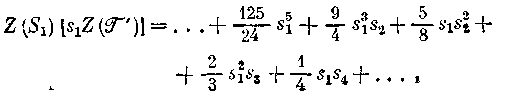 Z (S₁) [s₁Z (𝒯′)] = . . . + 125/24 s₁⁵ + 9/4 s₁³s₂ + 5/8 s₁s₂² +
+ 2/3 s₁²s₃ + 1/4 s₁s₄ + . . . ,